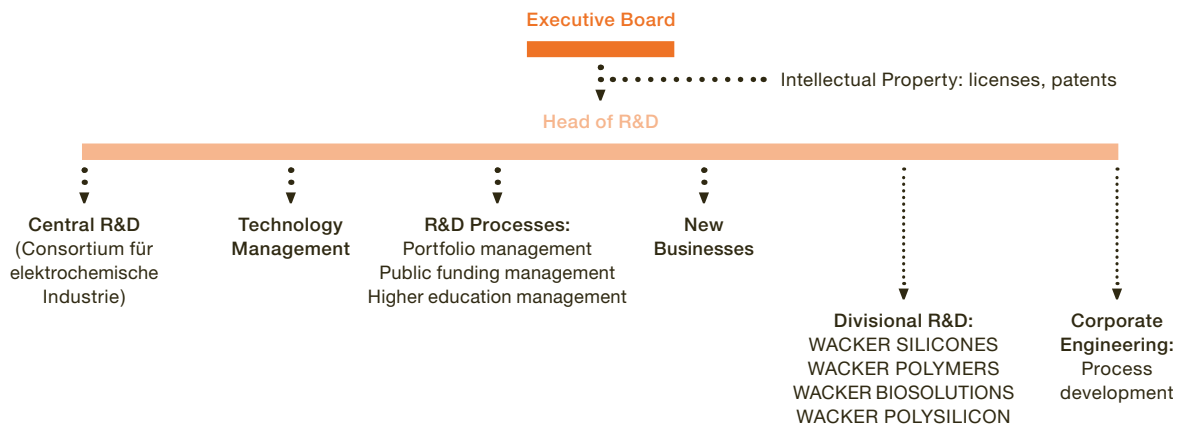 Executive Board
Intellectual Property: licenses, patents
Head of R&D
Central R&D
(Consortium für
elektrochemische
Industrie)
Technology
Management
R&D Processes:
Portfolio management
Public funding management
Higher education management
New
Businesses
Divisional R&D:
WACKER SILICONES
WACKER POLYMERS
WACKER BIOSOLUTIONS
WACKER POLYSILICON
Corporate
Engineering:
Process
development